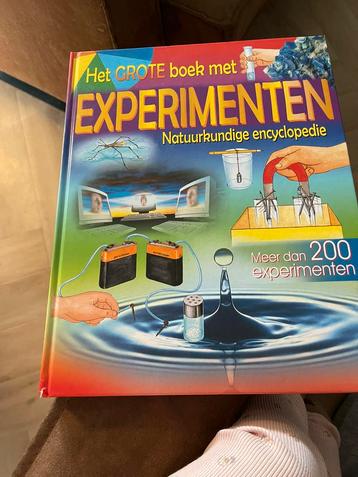 Het GROTE boek met
EXPERIMENTEN
Natuurkundige encyclopedie
Meer dan 200
experimenten